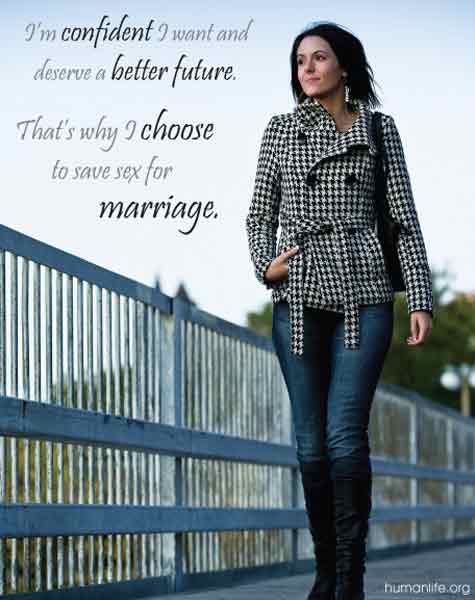 I'm confident I want and
deserve a better future.
That's why I choose
to save sex for
marriage.
humanlife.org